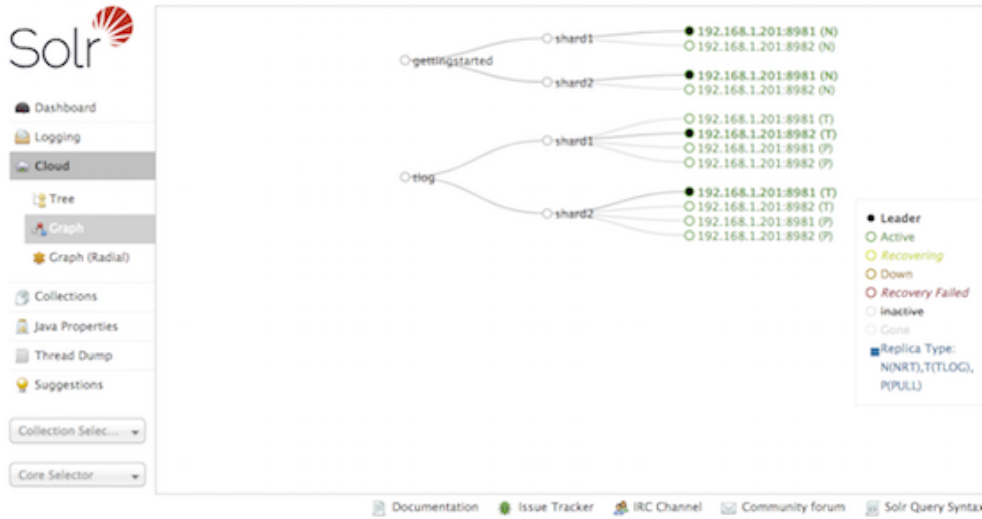 Solr
Dashboard
Logging
Cloud
Tree
Graph
Graph (Radial)
Collections
Java Properties
Thread Dump
Suggestions
Collection Selec...
Core Selector
gettingstarted
shard1
192.168.1.201:8981 (N)
192.168.1.201:8982 (N)
shard2
192.168.1.201:8981 (N)
192.168.1.201:8982 (N)
tlog
shard1
192.168.1.201:8981 (T)
192.168.1.201:8982 (T)
192.168.1.201:8981 (P)
192.168.1.201:8982 (P)
shard2
192.168.1.201:8981 (T)
192.168.1.201:8982 (T)
192.168.1.201:8981 (P)
192.168.1.201:8982 (P)
Leader
Active
Recovering
Down
Recovery Failed
inactive
Gone
Replica Type:
N(NRT),T(TLOG),
P(PULL)
Documentation
Issue Tracker
IRC Channel
Community forum
Solr Query Syntax